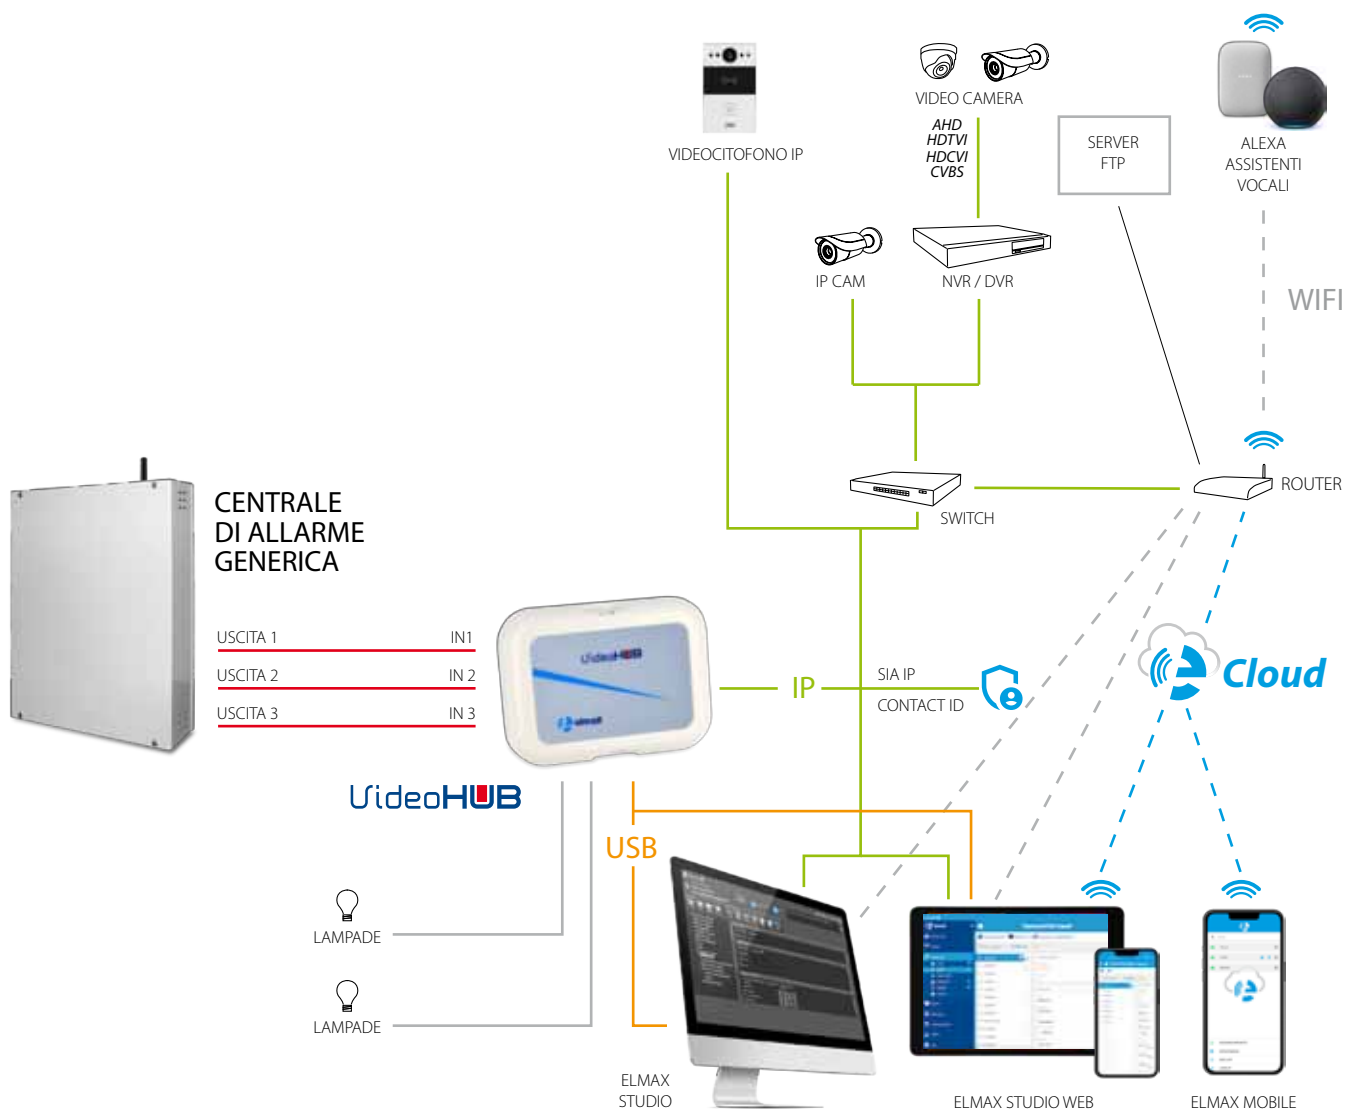 VIDEO CAMERA
AHD
HDTVI
HDCVI
CVBS
VIDEOCITOFONO IP
SERVER
FTP
ALEXA
ASSISTENTI
VOCALI
IP CAM
NVR / DVR
WIFI
SWITCH
ROUTER
CENTRALE
DI ALLARME
GENERICA
USCITA 1
IN1
USCITA 2
IN 2
USCITA 3
IN 3
VideoHUB
elmax
IP
SIA IP
CONTACT ID
Cloud
VideoHUB
USB
LAMPADE
LAMPADE
ELMAX
STUDIO
ELMAX STUDIO WEB
ELMAX MOBILE